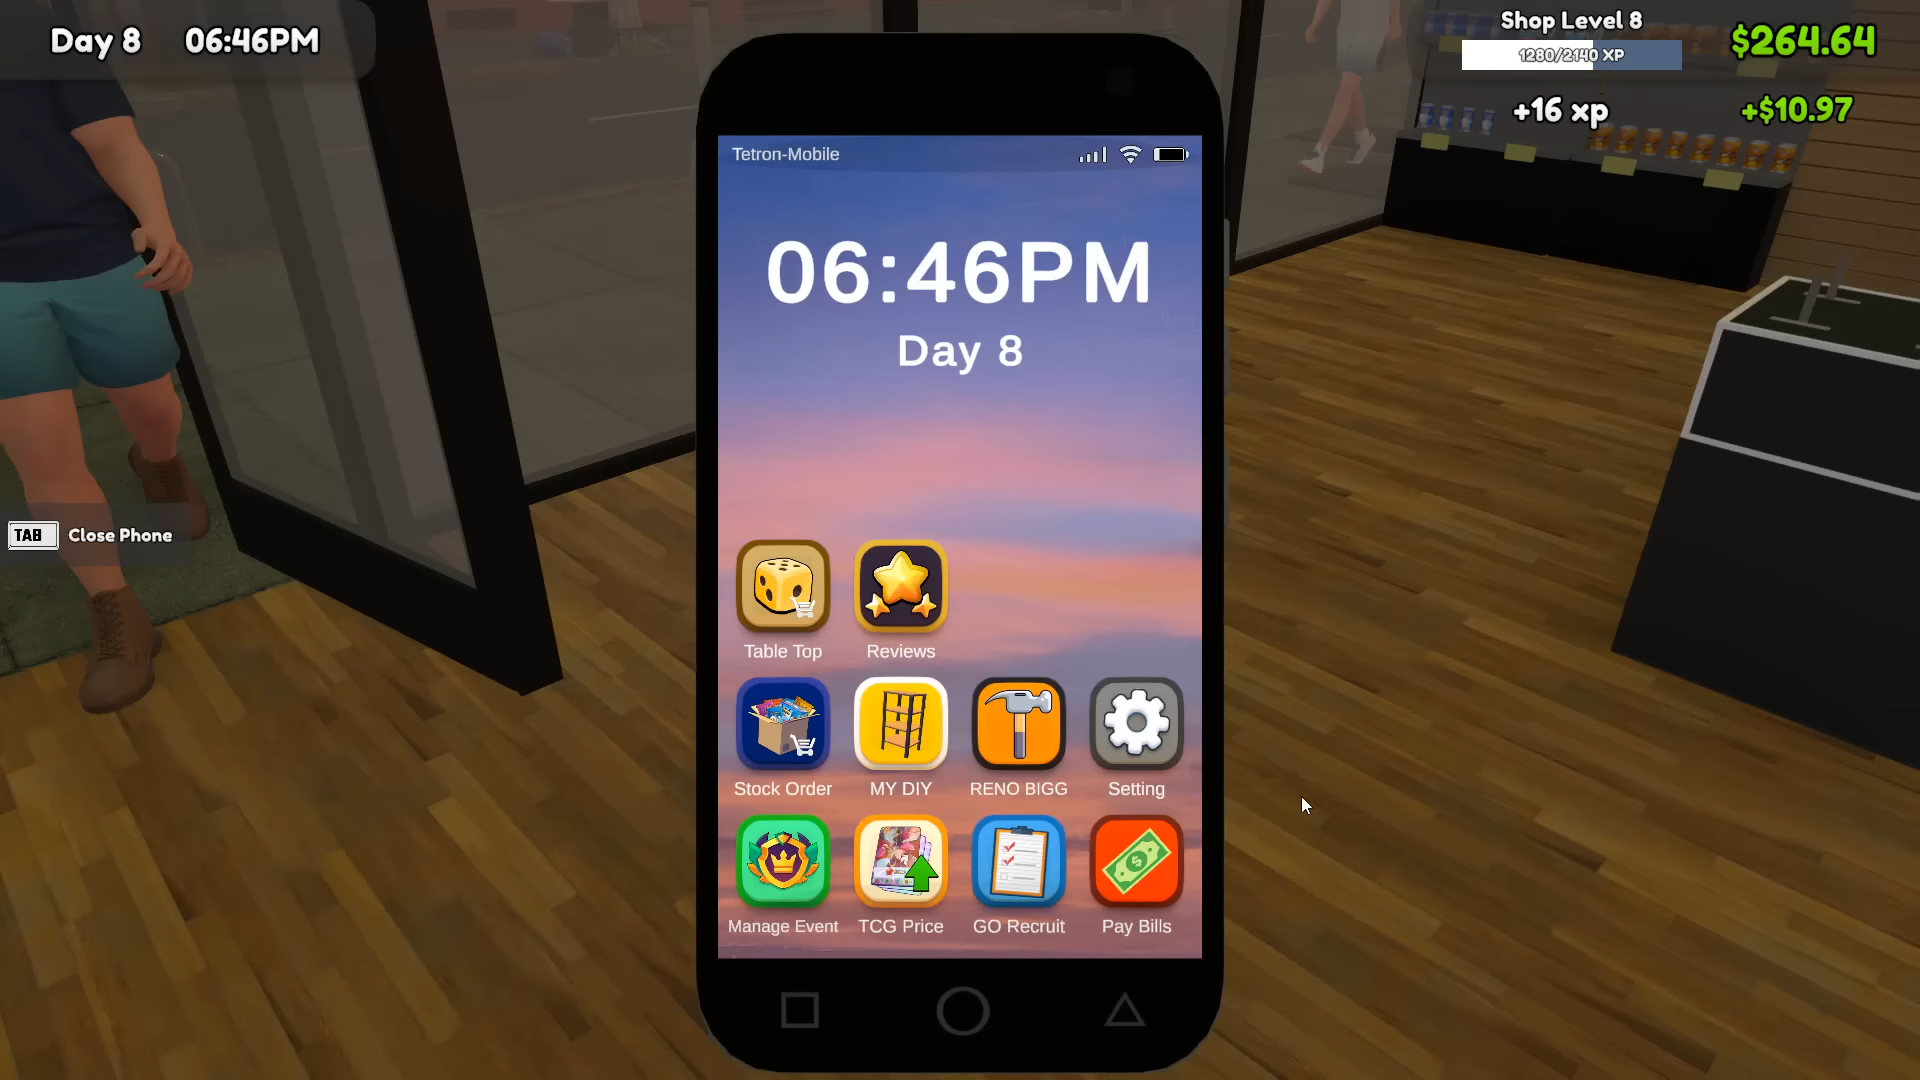 Day 8 06:46PM
Shop Level 8
1280/2140 XP
$264.64
+16 xp
+$10.97
Tetron-Mobile
06:46PM
Day 8
TAB Close Phone
Table Top Reviews
Stock Order MY DIY RENO BIGG Setting
Manage Event TCG Price GO Recruit Pay Bills